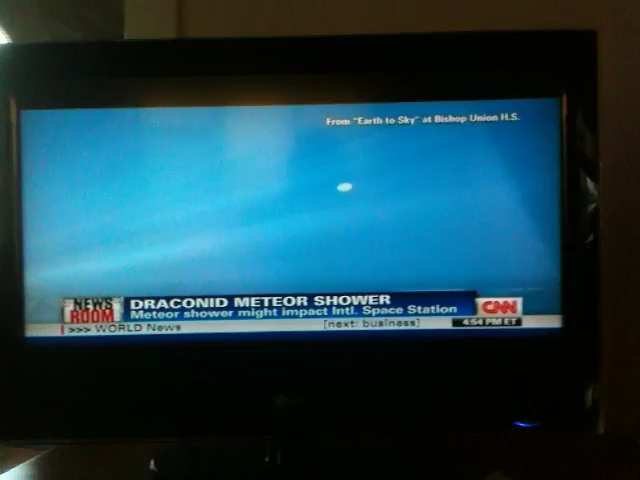 From "Earth to Sky" at Bishop Union H.S.
NEWS
ROOM
DRACONID METEOR SHOWER
Meteor shower might impact Intl. Space Station
CNN
>>> WORLD News
[next: business]
4:54 PM ET